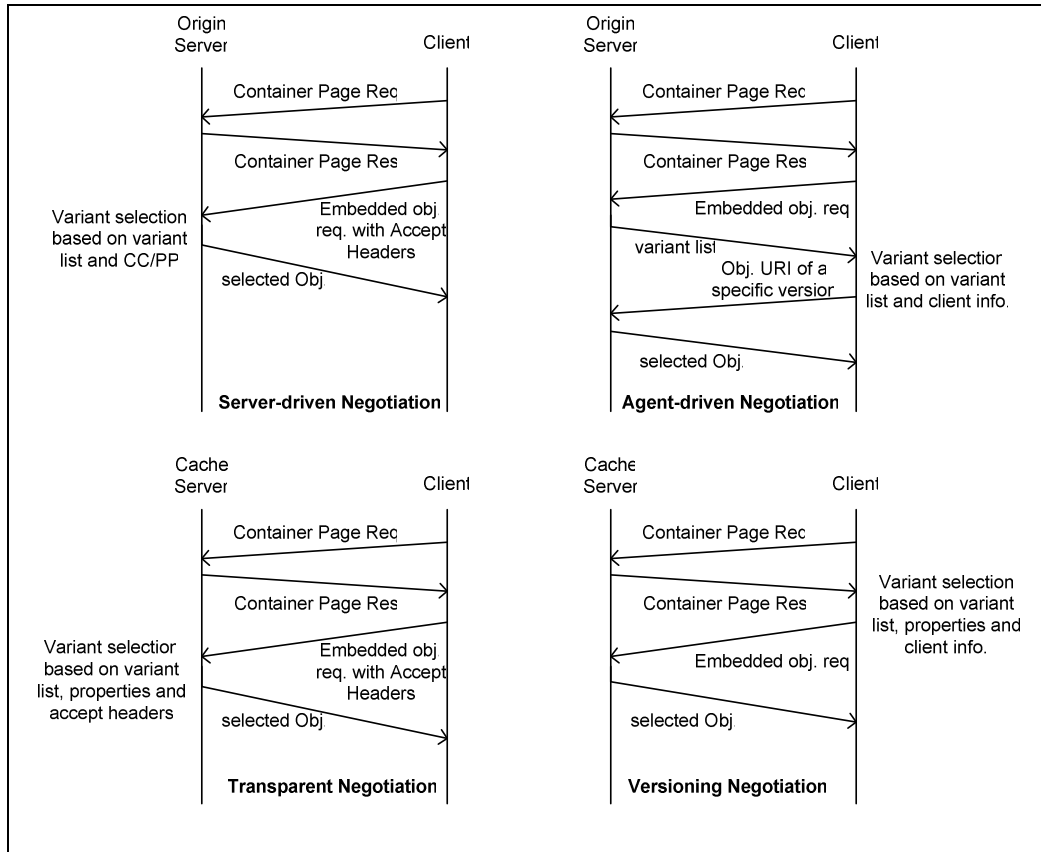 Origin
Server
Client
Container Page Req
Container Page Res
Embedded obj.
req. with Accept
Headers
Variant selection
based on variant
list and CC/PP
selected Obj.
Server-driven Negotiation
Origin
Server
Client
Container Page Req
Container Page Res
Embedded obj. req
variant list
Obj. URI of a
specific version
Variant selection
based on variant
list and client info.
selected Obj.
Agent-driven Negotiation
Cache
Server
Client
Container Page Req
Container Page Res
Embedded obj.
req. with Accept
Headers
Variant selection
based on variant
list, properties and
accept headers
selected Obj.
Transparent Negotiation
Cache
Server
Client
Container Page Req
Container Page Res
Variant selection
based on variant
list, properties and
client info.
Embedded obj. req
selected Obj.
Versioning Negotiation